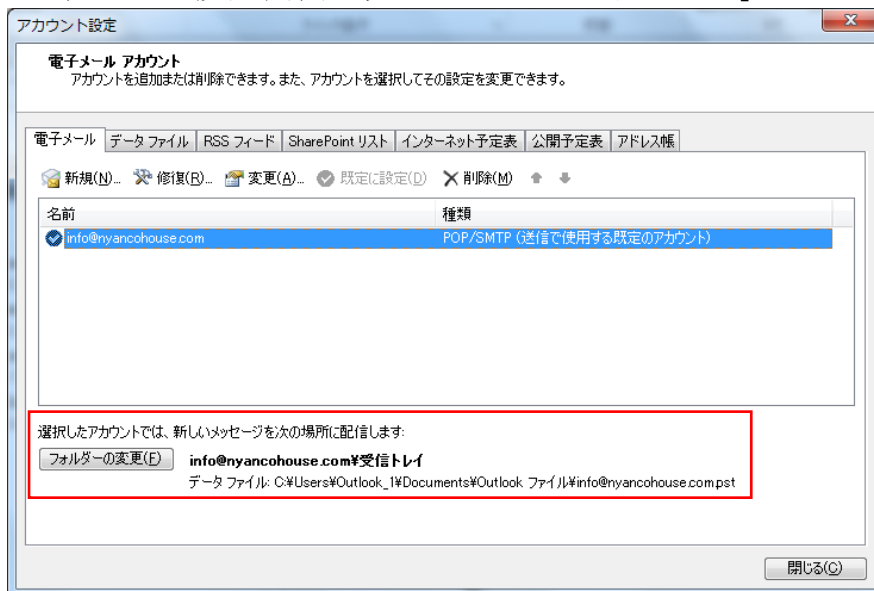 アカウント設定
電子メール アカウント
アカウントを追加または削除できます。また、アカウントを選択してその設定を変更できます。
電子メール データ ファイル RSS フィード SharePoint リスト インターネット予定表 公開予定表 アドレス帳
新規(N)... 修復(R)... 変更(A)... 既定に設定(D) 削除(M)
名前 種類
info@nyancohouse.com POP/SMTP (送信で使用する既定のアカウント)
選択したアカウントでは、新しいメッセージを次の場所に配信します:
フォルダーの変更(F) info@nyancohouse.com¥受信トレイ
データ ファイル: C:¥Users¥Outlook_1¥Documents¥Outlook ファイル¥info@nyancohouse.com.pst
閉じる(C)